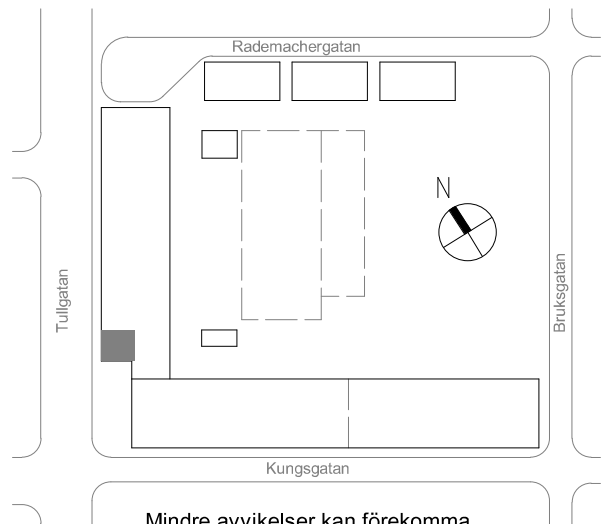 Rademachergatan
N
Tullgatan
Bruksgatan
Kungsgatan
Mindre avvikelser kan förekomma